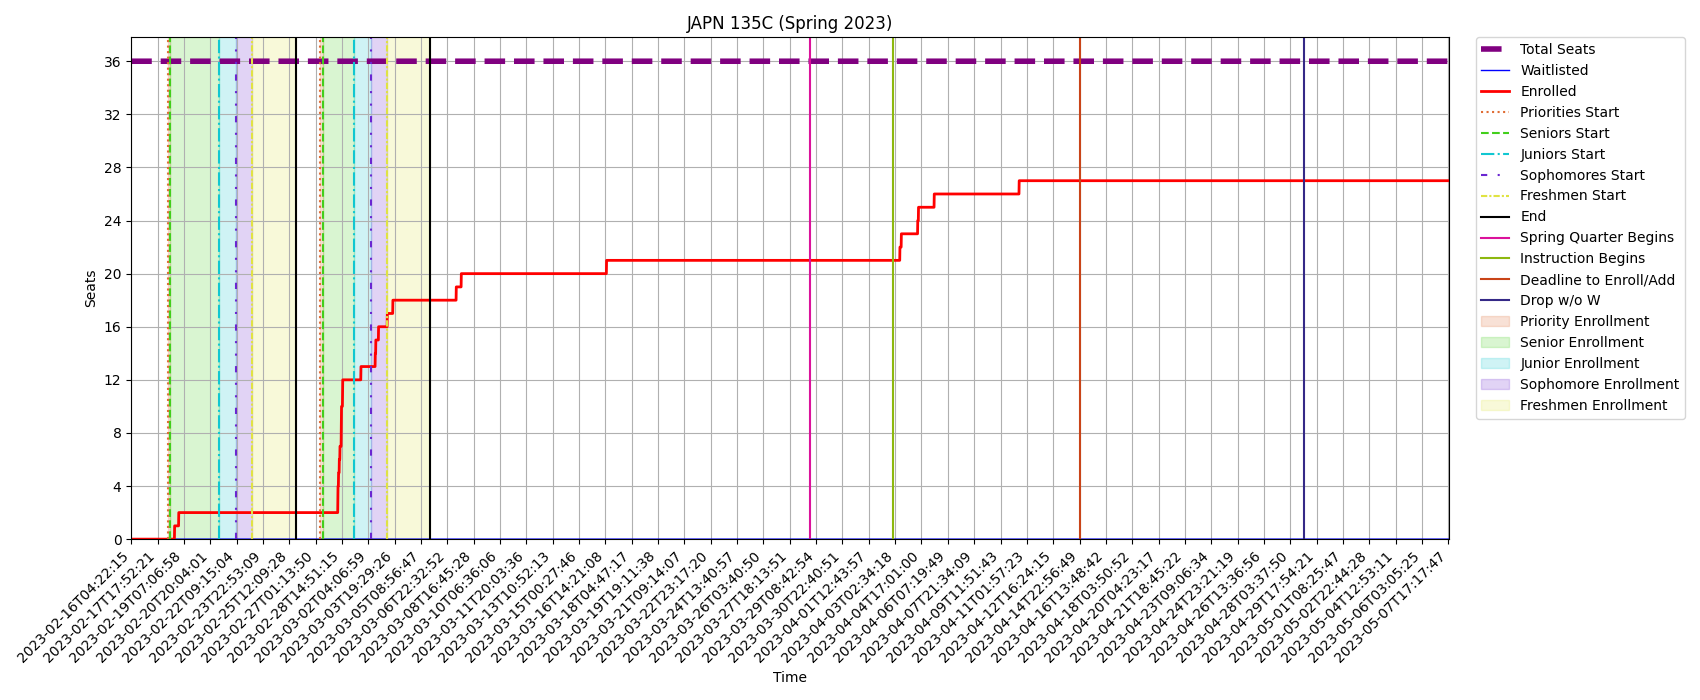 JAPN 135C (Spring 2023)
Seats
36
32
28
24
20
16
12
8
4
0
2023-02-16T04:22:15
2023-02-17T17:52:21
2023-02-19T07:06:58
2023-02-20T20:04:01
2023-02-22T09:15:04
2023-02-23T22:53:09
2023-02-25T12:09:28
2023-02-27T01:13:50
2023-02-28T14:51:15
2023-03-02T04:06:59
2023-03-03T19:29:26
2023-03-05T08:56:47
2023-03-06T22:32:52
2023-03-08T16:45:28
2023-03-10T06:36:06
2023-03-11T20:03:36
2023-03-13T10:52:13
2023-03-15T00:27:46
2023-03-16T14:21:08
2023-03-18T04:47:17
2023-03-19T19:11:38
2023-03-21T09:14:07
2023-03-22T23:17:20
2023-03-24T13:40:57
2023-03-26T03:40:50
2023-03-27T18:13:51
2023-03-29T08:42:54
2023-03-30T22:40:51
2023-04-01T12:43:57
2023-04-03T02:34:18
2023-04-04T17:01:00
2023-04-06T07:19:49
2023-04-07T21:34:09
2023-04-09T11:51:43
2023-04-11T01:57:23
2023-04-12T16:24:15
2023-04-14T22:56:49
2023-04-16T13:48:42
2023-04-18T03:50:52
2023-04-20T04:23:17
2023-04-21T18:45:22
2023-04-23T09:06:34
2023-04-24T23:21:19
2023-04-26T13:36:56
2023-04-28T03:37:50
2023-04-29T17:54:21
2023-05-01T08:25:47
2023-05-02T22:44:28
2023-05-04T12:53:11
2023-05-06T03:05:25
2023-05-07T17:17:47
Time
Total Seats
Waitlisted
Enrolled
Priorities Start
Seniors Start
Juniors Start
Sophomores Start
Freshmen Start
End
Spring Quarter Begins
Instruction Begins
Deadline to Enroll/Add
Drop w/o W
Priority Enrollment
Senior Enrollment
Junior Enrollment
Sophomore Enrollment
Freshmen Enrollment